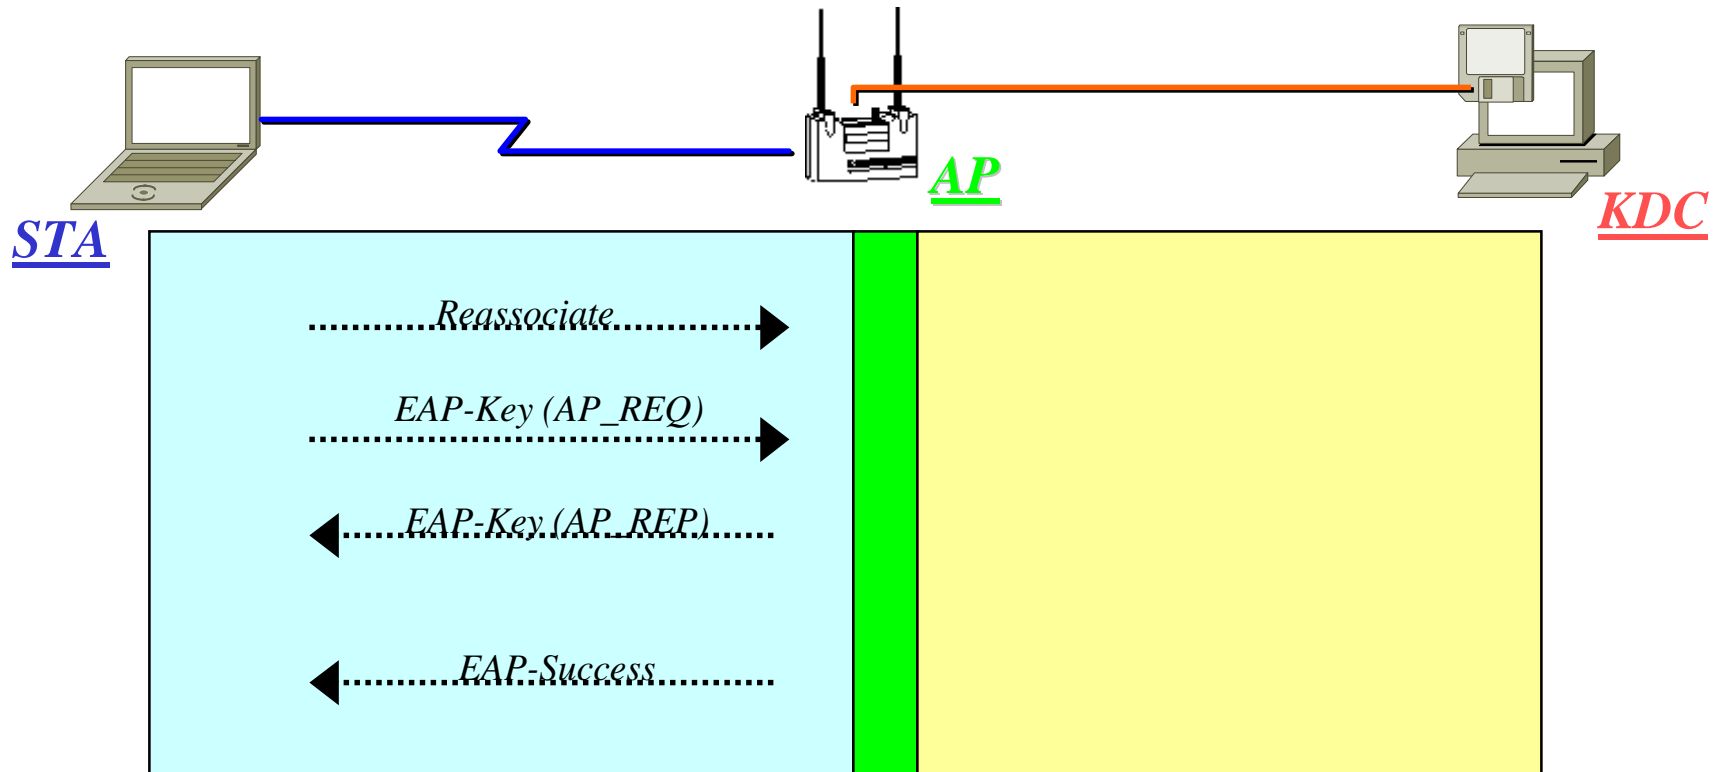 AP
KDC
STA
Reassociate
EAP-Key (AP_REQ)
EAP-Key (AP_REP)
EAP-Success